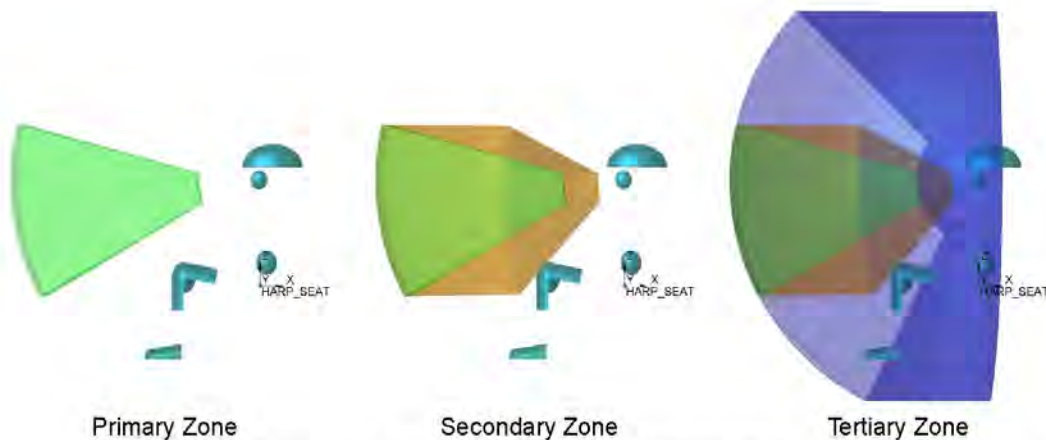 X
HARP_SEAT
X
HARP_SEAT
X
HARP_SEAT
Primary Zone
Secondary Zone
Tertiary Zone